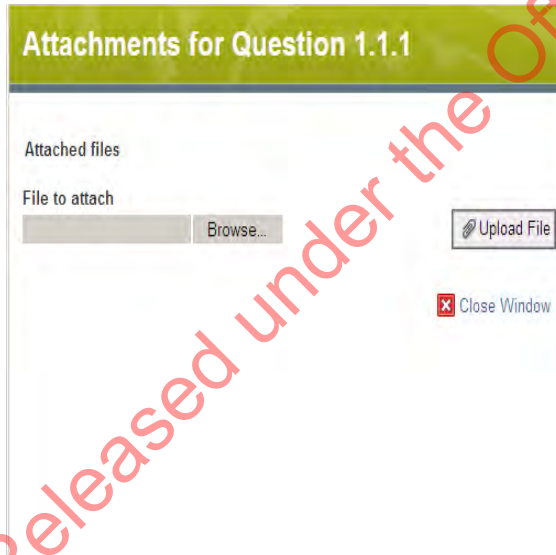 Attachments for Question 1.1.1
Attached files
File to attach
Browse...
Upload File
Close Window
eleased under the Of